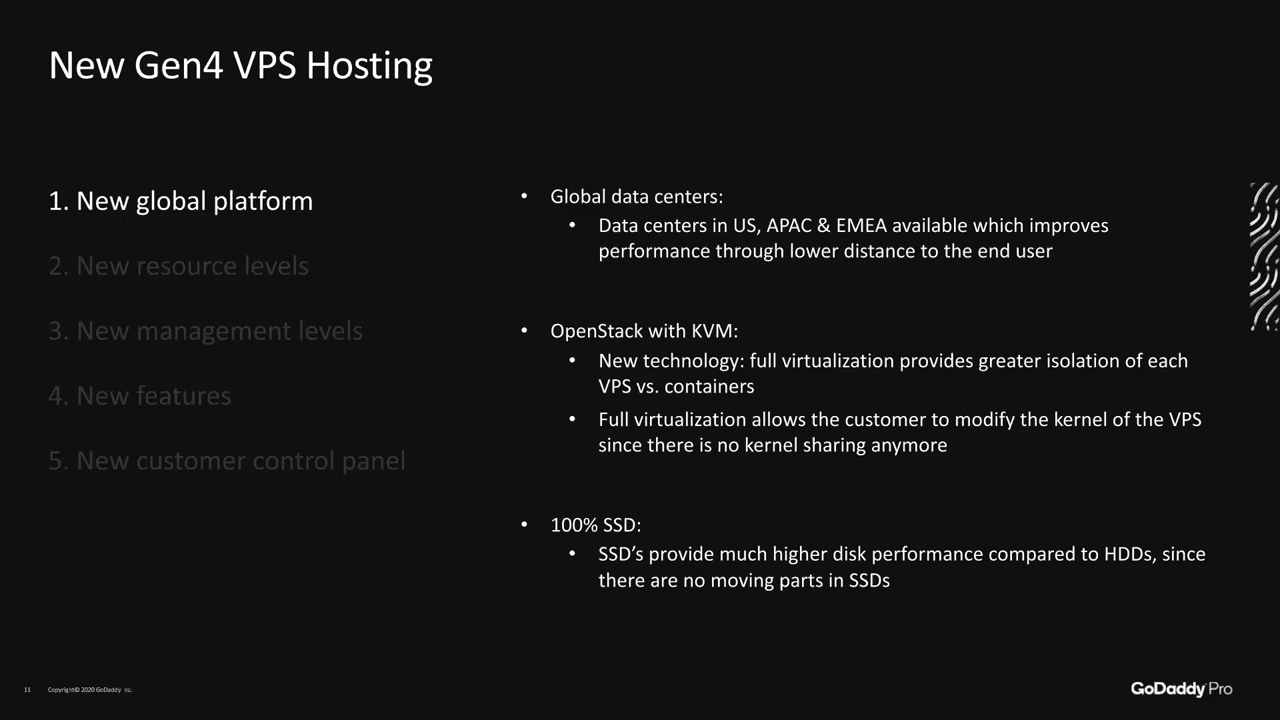 New Gen4 VPS Hosting
1. New global platform
2. New resource levels
3. New management levels
4. New features
5. New customer control panel
• Global data centers:
• Data centers in US, APAC & EMEA available which improves
performance through lower distance to the end user
• OpenStack with KVM:
• New technology: full virtualization provides greater isolation of each
VPS vs. containers
• Full virtualization allows the customer to modify the kernel of the VPS
since there is no kernel sharing anymore
• 100% SSD:
• SSD's provide much higher disk performance compared to HDDs, since
there are no moving parts in SSDs
11 Copyright© 2020 GoDaddy nc.
GoDaddy Pro